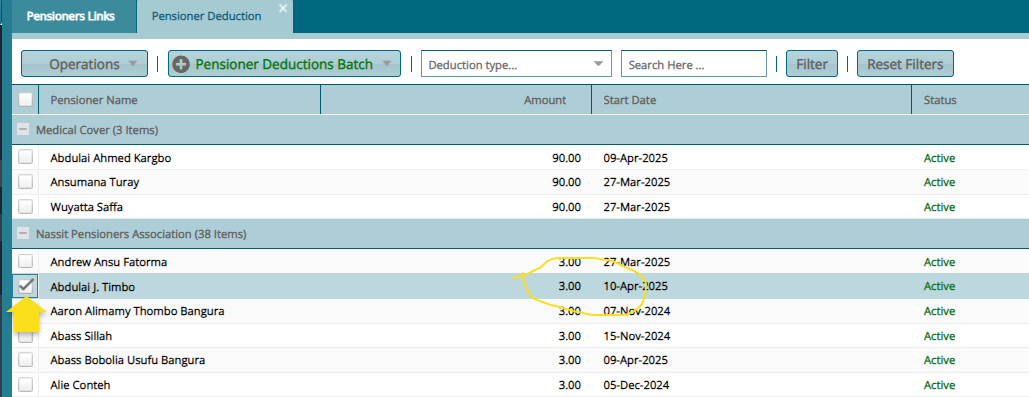 Pensioners Links Pensioner Deduction
Operations Pensioner Deductions Batch Deduction type... Search Here ... Filter Reset Filters
Pensioner Name Amount Start Date Status
Medical Cover (3 Items)
Abdulai Ahmed Kargbo 90.00 09-Apr-2025 Active
Ansumana Turay 90.00 27-Mar-2025 Active
Wuyatta Saffa 90.00 27-Mar-2025 Active
Nassit Pensioners Association (38 Items)
Andrew Ansu Fatorma 3.00 27-Mar-2025 Active
Abdulai J. Timbo 3.00 10-Apr-2025 Active
Aaron Alimamy Thombo Bangura 3.00 07-Nov-2024 Active
Abass Sillah 3.00 15-Nov-2024 Active
Abass Bobolia Usufu Bangura 3.00 09-Apr-2025 Active
Alie Conteh 3.00 05-Dec-2024 Active